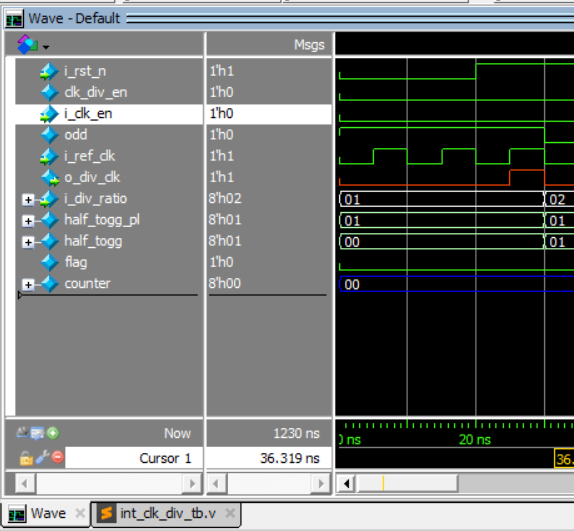 Wave - Default
Msgs
i_rst_n 1'h1
clk_div_en 1'h0
i_clk_en 1'h0
odd 1'h0
i_ref_clk 1'h1
o_div_clk 1'h1
i_div_ratio 8'h02 01 02
half_togg_pl 8'h01 01 01
half_togg 8'h01 00 01
flag 1'h0
counter 8'h00 00
Now 1230 ns ns 20 ns
Cursor 1 36.319 ns 36.
Wave int_clk_div_tb.v